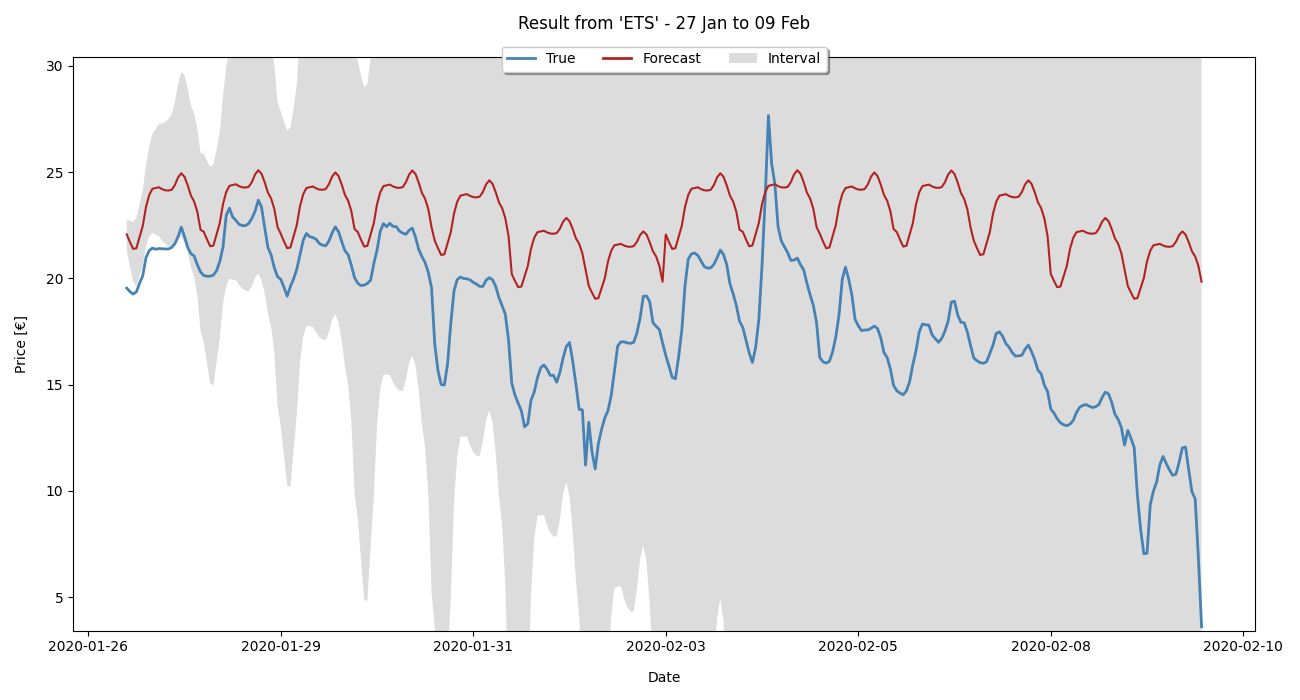 Result from 'ETS' - 27 Jan to 09 Feb
True Forecast Interval
30
25
20
15
10
5
Price [€]
2020-01-26 2020-01-29 2020-01-31 2020-02-03 2020-02-05 2020-02-08 2020-02-10
Date